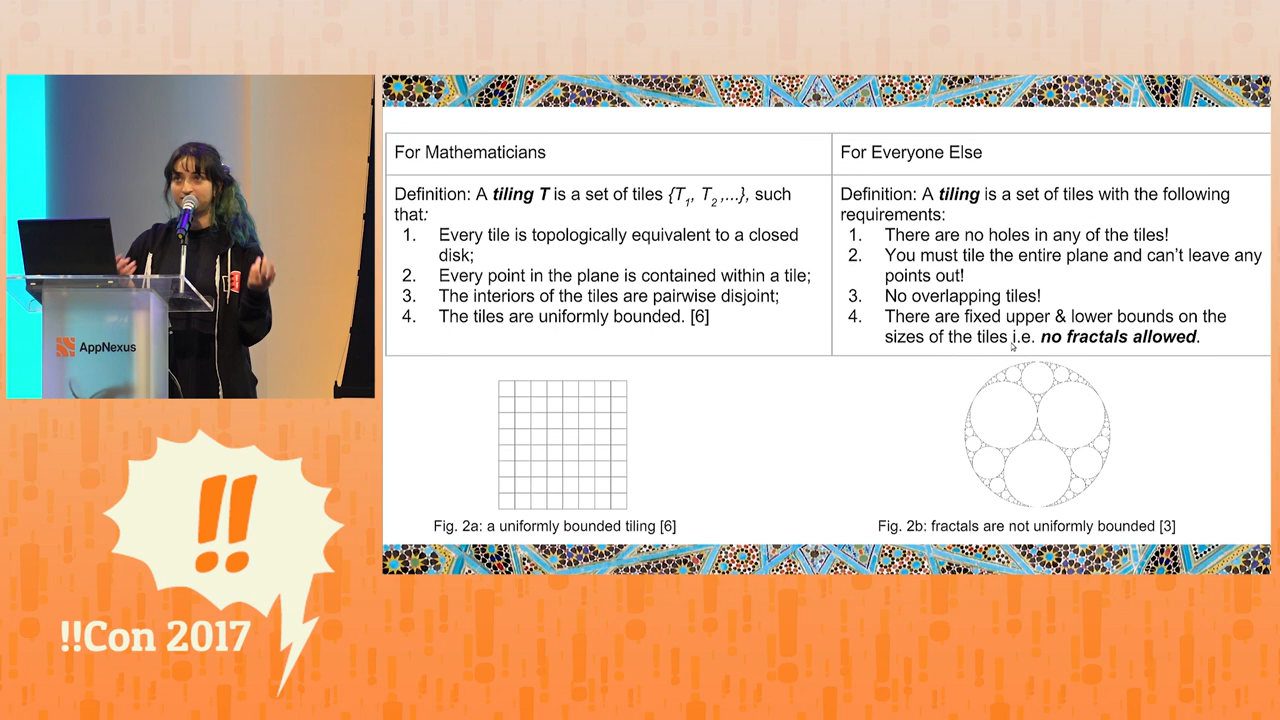 For Mathematicians
Definition: A tiling T is a set of tiles {T1, T2,...}, such
that:
1. Every tile is topologically equivalent to a closed
disk;
2. Every point in the plane is contained within a tile;
3. The interiors of the tiles are pairwise disjoint;
4. The tiles are uniformly bounded. [6]
For Everyone Else
Definition: A tiling is a set of tiles with the following
requirements:
1. There are no holes in any of the tiles!
2. You must tile the entire plane and can't leave any
points out!
3. No overlapping tiles!
4. There are fixed upper & lower bounds on the
sizes of the tiles i.e. no fractals allowed.
Fig. 2a: a uniformly bounded tiling [6]
Fig. 2b: fractals are not uniformly bounded [3]
AppNexus
!!
!!Con 2017